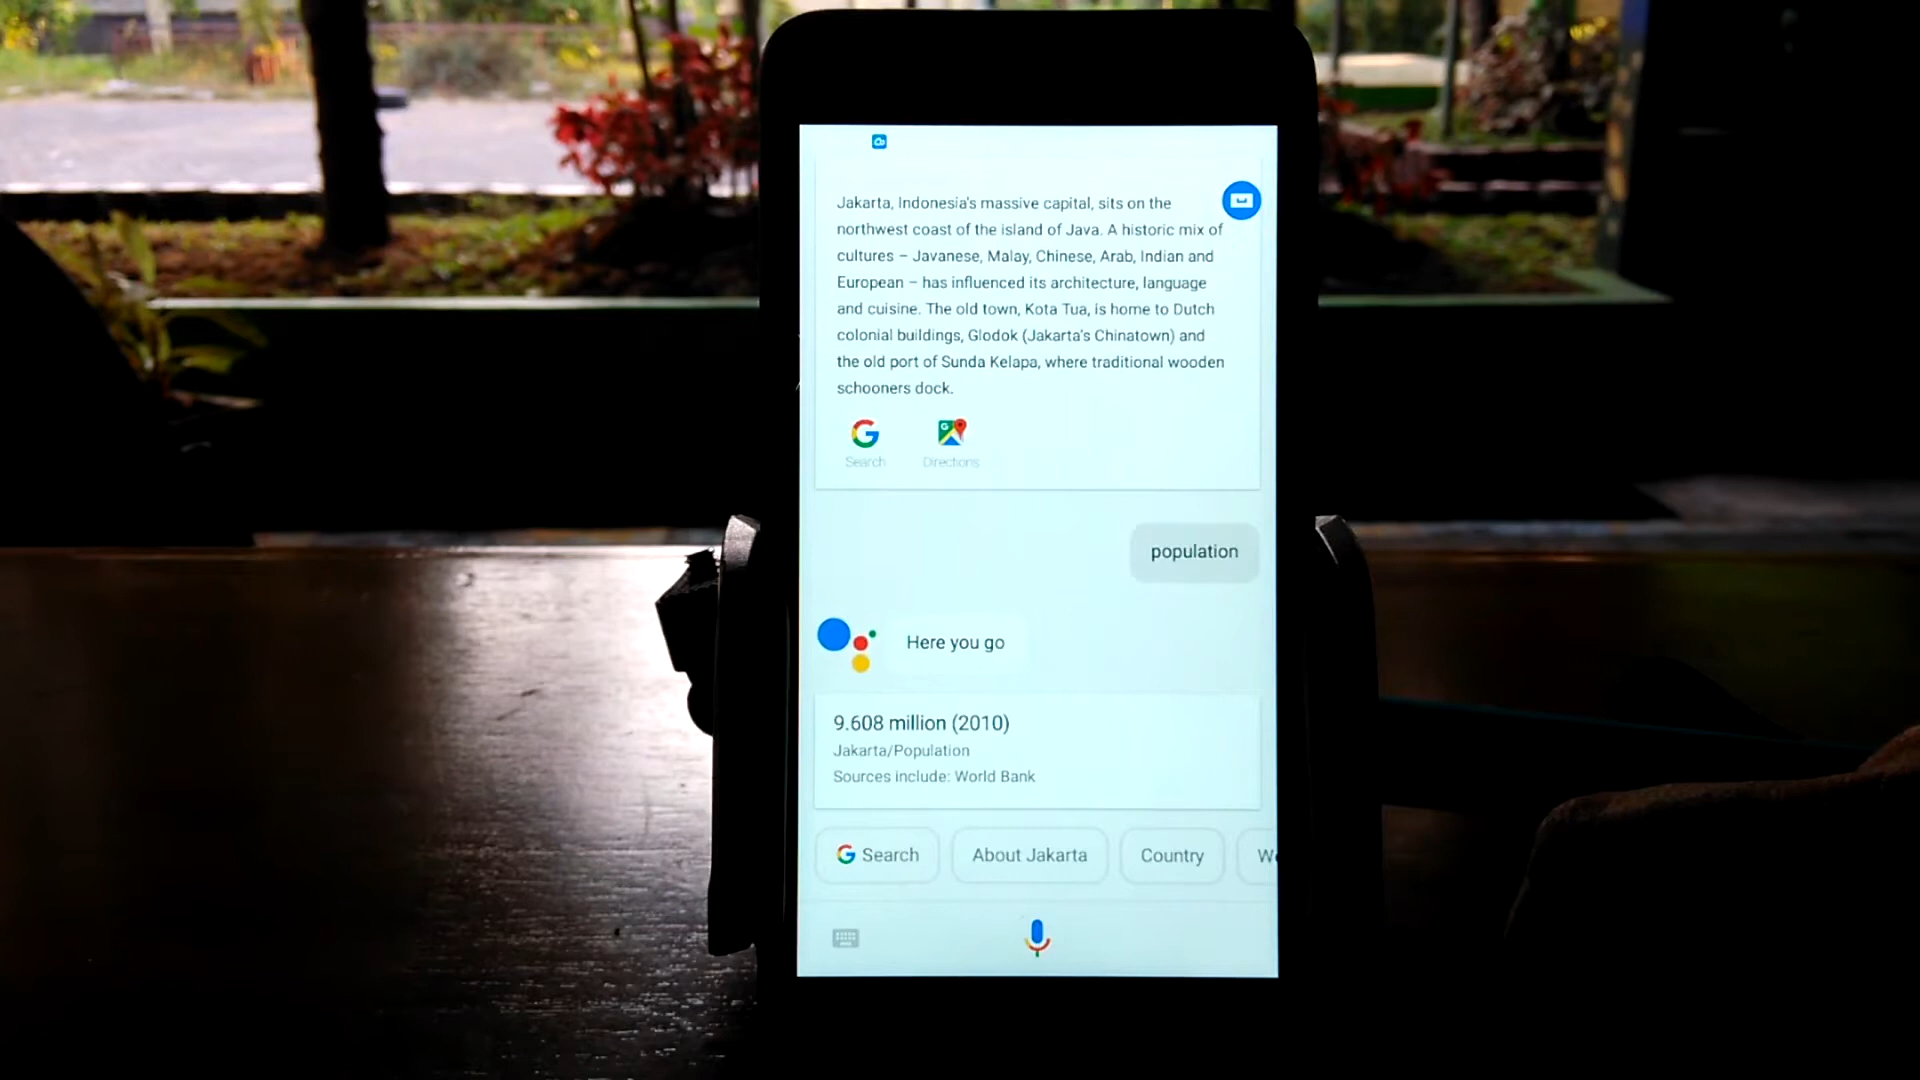 Jakarta, Indonesia's massive capital, sits on the
northwest coast of the island of Java. A historic mix of
cultures – Javanese, Malay, Chinese, Arab, Indian and
European – has influenced its architecture, language
and cuisine. The old town, Kota Tua, is home to Dutch
colonial buildings, Glodok (Jakarta's Chinatown) and
the old port of Sunda Kelapa, where traditional wooden
schooners dock.
Search Directions
population
Here you go
9.608 million (2010)
Jakarta/Population
Sources include: World Bank
Search About Jakarta Country